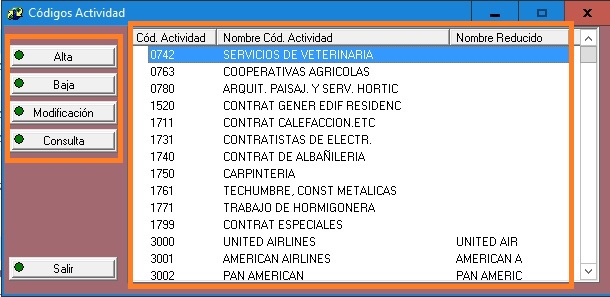 Códigos Actividad
Alta
Baja
Modificación
Consulta
Salir
Cód. Actividad Nombre Cód. Actividad Nombre Reducido
0742 SERVICIOS DE VETERINARIA
0763 COOPERATIVAS AGRICOLAS
0780 ARQUIT. PAISAJ. Y SERV. HORTIC
1520 CONTRAT GENER EDIF RESIDENC
1711 CONTRAT CALEFACCION.ETC
1731 CONTRATISTAS DE ELECTR.
1740 CONTRAT DE ALBAÑILERIA
1750 CARPINTERIA
1761 TECHUMBRE, CONST METALICAS
1771 TRABAJO DE HORMIGONERA
1799 CONTRAT ESPECIALES
3000 UNITED AIRLINES UNITED AIR
3001 AMERICAN AIRLINES AMERICAN A
3002 PAN AMERICAN PAN AMERIC